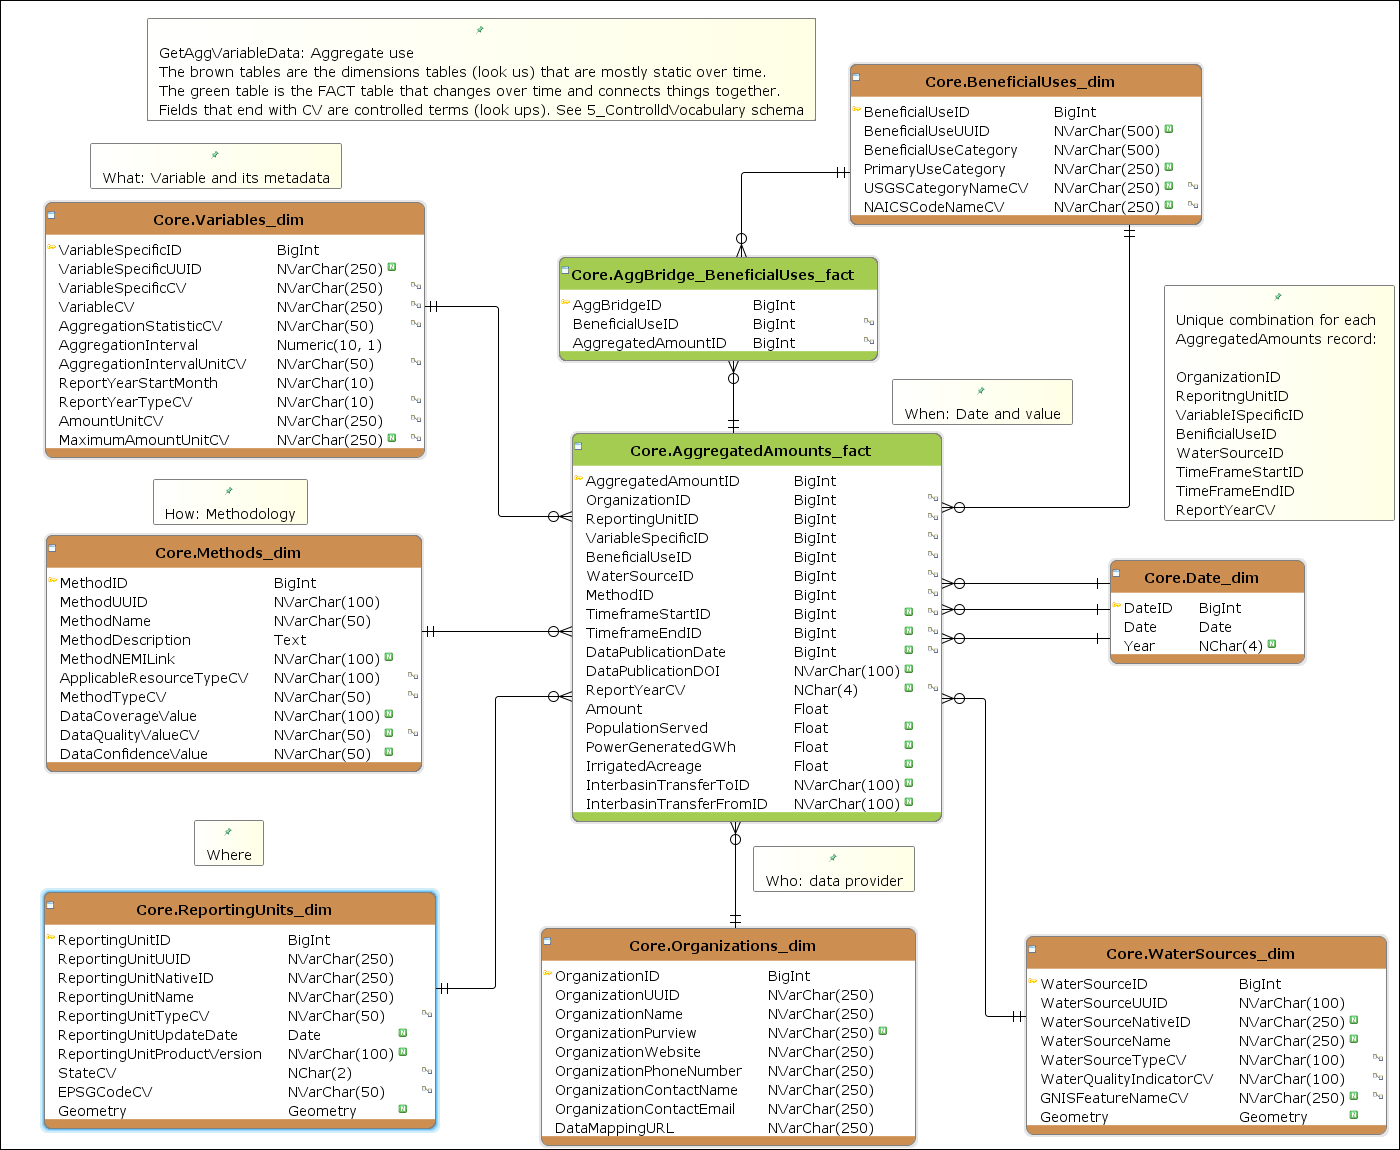 GetAggVariableData: Aggregate use
The brown tables are the dimensions tables (look us) that are mostly static over time.
The green table is the FACT table that changes over time and connects things together.
Fields that end with CV are controlled terms (look ups). See 5_ControlldVocabulary schema
Core.BeneficialUses_dim
BeneficialUseID BigInt
BeneficialUseUUID NVarChar(500) N
BeneficialUseCategory NVarChar(500)
PrimaryUseCategory NVarChar(250) N
USGSCategoryNameCV NVarChar(250) N
NAICSCodeNameCV NVarChar(250) N
What: Variable and its metadata
Core.Variables_dim
VariableSpecificID BigInt
VariableSpecificUUID NVarChar(250) N
VariableSpecificCV NVarChar(250)
VariableCV NVarChar(250)
AggregationStatisticCV NVarChar(50)
AggregationInterval Numeric(10, 1)
AggregationIntervalUnitCV NVarChar(50)
ReportYearStartMonth NVarChar(10)
ReportYearTypeCV NVarChar(10)
AmountUnitCV NVarChar(250)
MaximumAmountUnitCV NVarChar(250) N
Core.AggBridge_BeneficialUses_fact
AggBridgeID BigInt
BeneficialUseID BigInt
AggregatedAmountID BigInt
Unique combination for each
AggregatedAmounts record:
OrganizationID
ReporitngUnitID
VariableISpecificID
BenificialUseID
WaterSourceID
TimeFrameStartID
TimeFrameEndID
ReportYearCV
When: Date and value
Core.AggregatedAmounts_fact
AggregatedAmountID BigInt
OrganizationID BigInt
ReportingUnitID BigInt
VariableSpecificID BigInt
BeneficialUseID BigInt
WaterSourceID BigInt
MethodID BigInt
TimeframeStartID BigInt N
TimeframeEndID BigInt N
DataPublicationDate BigInt N
DataPublicationDOI NVarChar(100) N
ReportYearCV NChar(4) N
Amount Float
PopulationServed Float N
PowerGeneratedGWh Float N
IrrigatedAcreage Float N
InterbasinTransferToID NVarChar(100) N
InterbasinTransferFromID NVarChar(100) N
How: Methodology
Core.Methods_dim
MethodID BigInt
MethodUUID NVarChar(100)
MethodName NVarChar(50)
MethodDescription Text
MethodNEMILink NVarChar(100) N
ApplicableResourceTypeCV NVarChar(100)
MethodTypeCV NVarChar(50)
DataCoverageValue NVarChar(100) N
DataQualityValueCV NVarChar(50) N
DataConfidenceValue NVarChar(50) N
Core.Date_dim
DateID BigInt
Date Date
Year NChar(4) N
Where
Core.ReportingUnits_dim
ReportingUnitID BigInt
ReportingUnitUUID NVarChar(250)
ReportingUnitNativeID NVarChar(250)
ReportingUnitName NVarChar(250)
ReportingUnitTypeCV NVarChar(50)
ReportingUnitUpdateDate Date N
ReportingUnitProductVersion NVarChar(100) N
StateCV NChar(2)
EPSGCodeCV NVarChar(50)
Geometry Geometry N
Who: data provider
Core.Organizations_dim
OrganizationID BigInt
OrganizationUUID NVarChar(250)
OrganizationName NVarChar(250)
OrganizationPurview NVarChar(250) N
OrganizationWebsite NVarChar(250)
OrganizationPhoneNumber NVarChar(250)
OrganizationContactName NVarChar(250)
OrganizationContactEmail NVarChar(250)
DataMappingURL NVarChar(250)
Core.WaterSources_dim
WaterSourceID BigInt
WaterSourceUUID NVarChar(100)
WaterSourceNativeID NVarChar(250) N
WaterSourceName NVarChar(250) N
WaterSourceTypeCV NVarChar(100)
WaterQualityIndicatorCV NVarChar(100)
GNISFeatureNameCV NVarChar(250) N
Geometry Geometry N